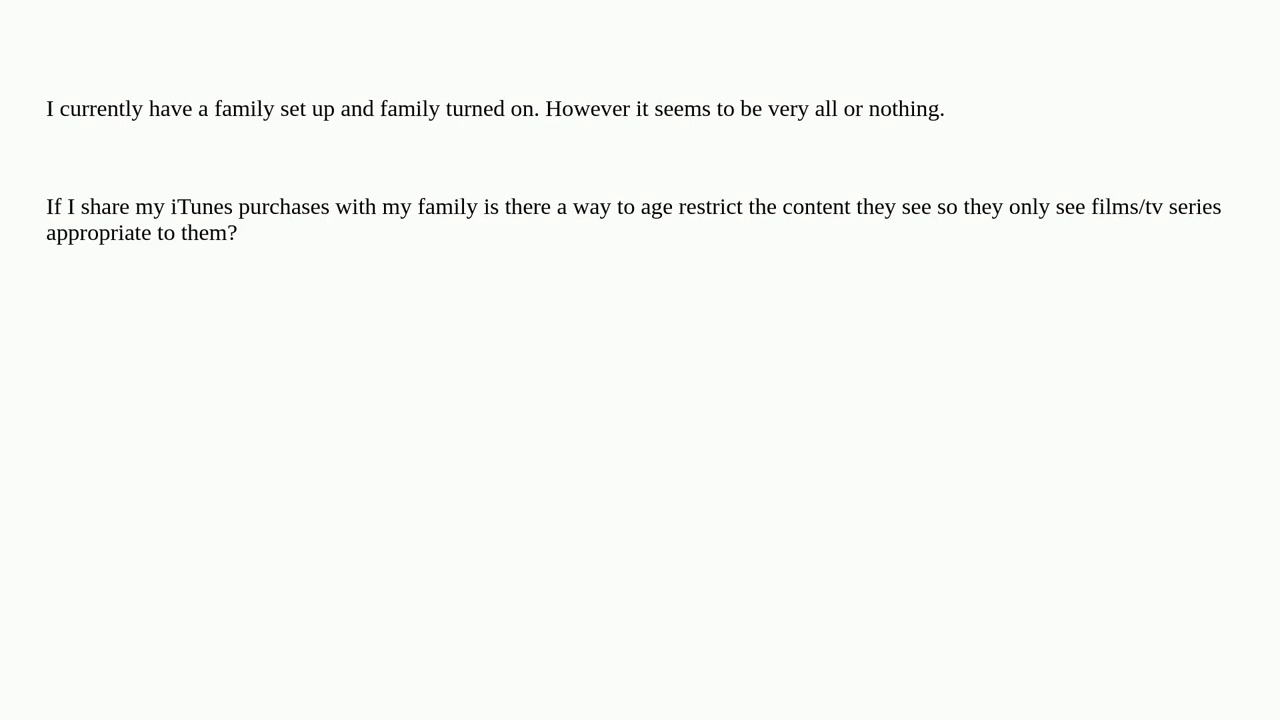 I currently have a family set up and family turned on. However it seems to be very all or nothing.
If I share my iTunes purchases with my family is there a way to age restrict the content they see so they only see films/tv series
appropriate to them?